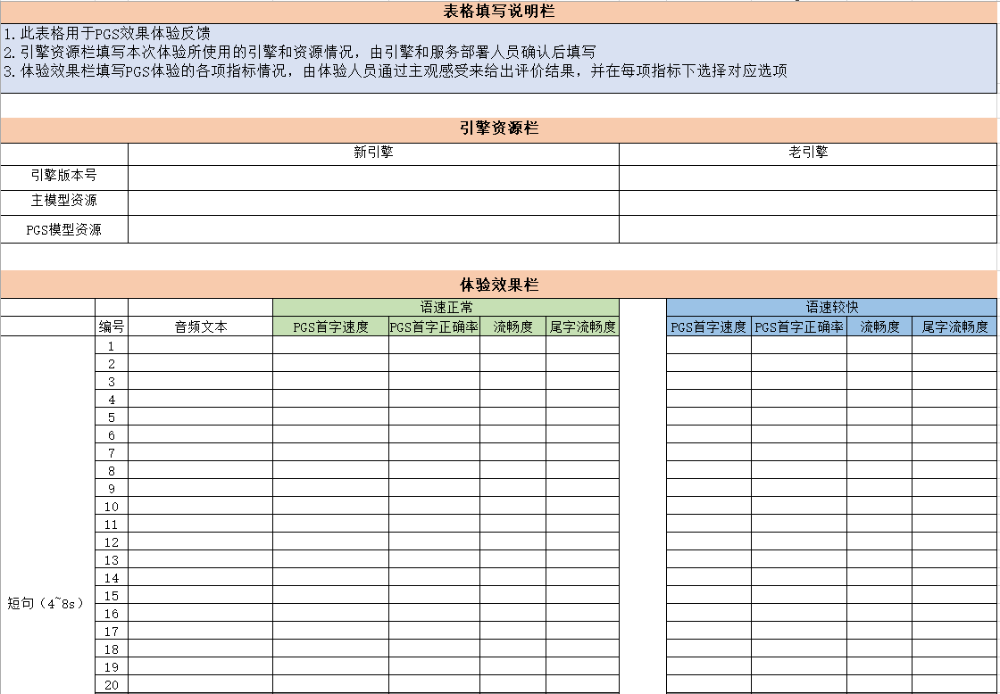 表格填写说明栏
1.此表格用于PGS效果体验反馈
2.引擎资源栏填写本次体验所使用的引擎和资源情况，由引擎和服务部署人员确认后填写
3.体验效果栏填写PGS体验的各项指标情况，由体验人员通过主观感受来给出评价结果，并在每项指标下选择对应选项
引擎资源栏
新引擎 老引擎
引擎版本号
主模型资源
PGS模型资源
体验效果栏
语速正常 语速较快
编号 音频文本 PGS首字速度 PGS首字正确率 流畅度 尾字流畅度 PGS首字速度 PGS首字正确率 流畅度 尾字流畅度
1
2
3
4
5
6
7
8
9
10
11
12
13
14
15
短句（4~8s）
16
17
18
19
20